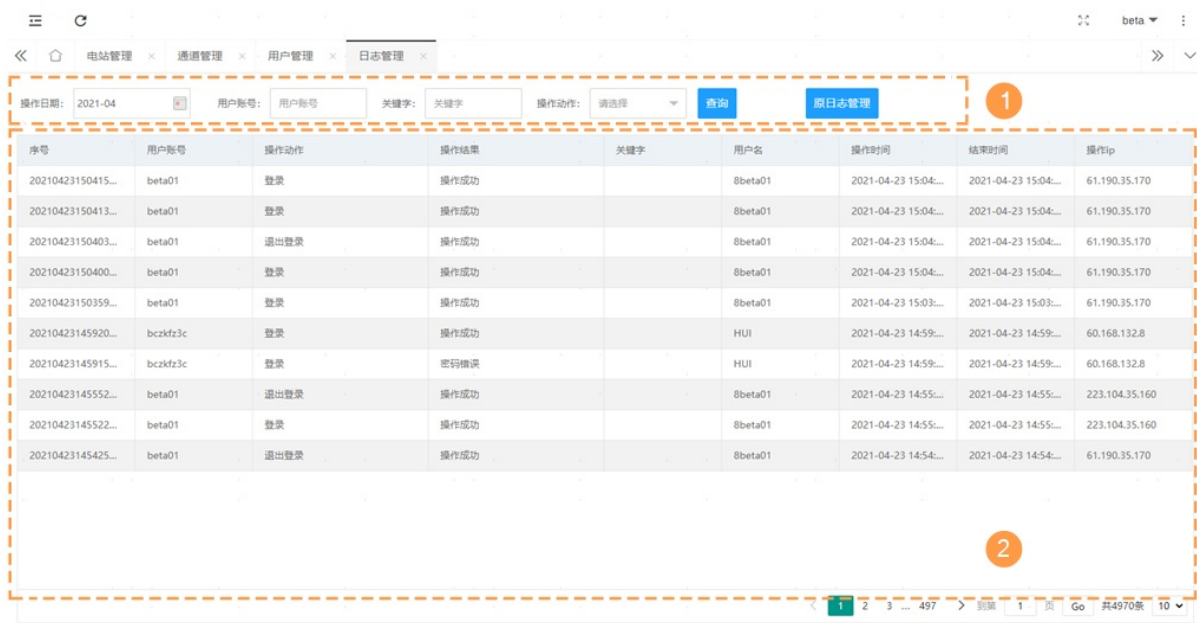 beta
电站管理 × 通道管理 × 用户管理 × 日志管理 ×
操作日期: 2021-04 用户账号: 用户账号 关键字: 关键字 操作动作: 请选择 查询 原日志管理 1
序号 用户账号 操作动作 操作结果 关键字 用户名 操作时间 结束时间 操作ip
20210423150415... beta01 登录 操作成功 8beta01 2021-04-23 15:04:... 2021-04-23 15:04:... 61.190.35.170
20210423150413... beta01 登录 操作成功 8beta01 2021-04-23 15:04:... 2021-04-23 15:04:... 61.190.35.170
20210423150403... beta01 退出登录 操作成功 8beta01 2021-04-23 15:04:... 2021-04-23 15:04:... 61.190.35.170
20210423150400... beta01 登录 操作成功 8beta01 2021-04-23 15:04:... 2021-04-23 15:04:... 61.190.35.170
20210423150359... beta01 登录 操作成功 8beta01 2021-04-23 15:03:... 2021-04-23 15:03:... 61.190.35.170
20210423145920... bczkfz3c 登录 操作成功 HUI 2021-04-23 14:59:... 2021-04-23 14:59:... 60.168.132.8
20210423145915... bczkfz3c 登录 密码错误 HUI 2021-04-23 14:59:... 2021-04-23 14:59:... 60.168.132.8
20210423145552... beta01 退出登录 操作成功 8beta01 2021-04-23 14:55:... 2021-04-23 14:55:... 223.104.35.160
20210423145522... beta01 登录 操作成功 8beta01 2021-04-23 14:55:... 2021-04-23 14:55:... 223.104.35.160
20210423145425... beta01 退出登录 操作成功 8beta01 2021-04-23 14:54:... 2021-04-23 14:54:... 61.190.35.170
2
1 2 3 ... 497 到第 1 页 Go 共4970条 10